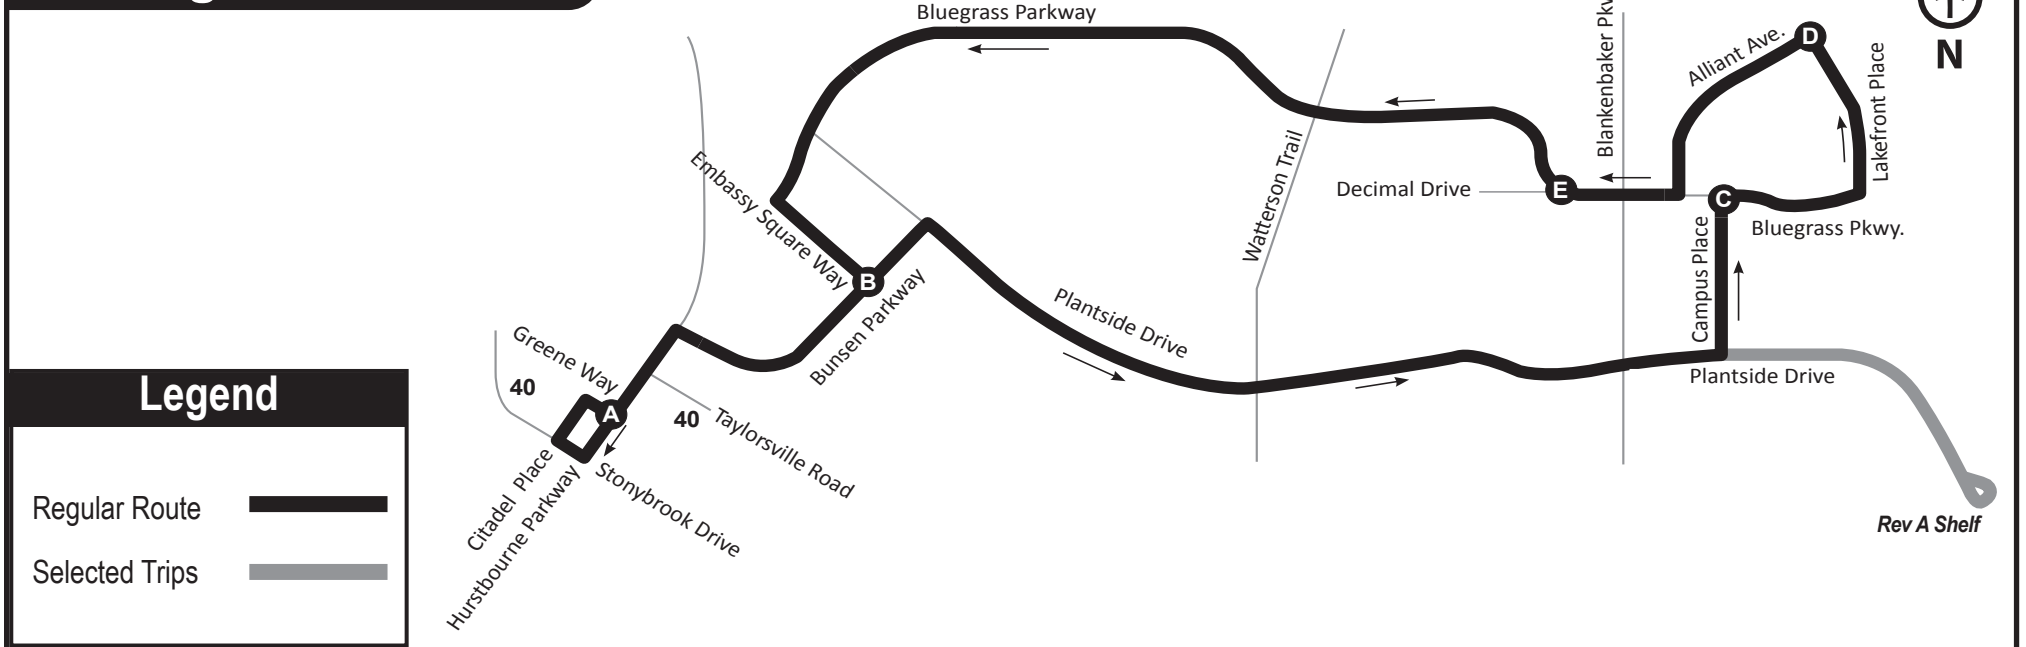 Bluegrass Parkway
Blankenbaker
Alliant Ave.
D
Lakefront Place
N
Embassy Square Way
Watterson Trail
Decimal Drive
E
C
Bluegrass Pkwy.
Campus Place
B
Bunsen Parkway
Plantside Drive
Plantside Drive
Greene Way
40
A
40
Taylorsville Road
Citadel Place
Hurstbourne Parkway
Stonybrook Drive
Rev A Shelf
Legend
Regular Route
Selected Trips